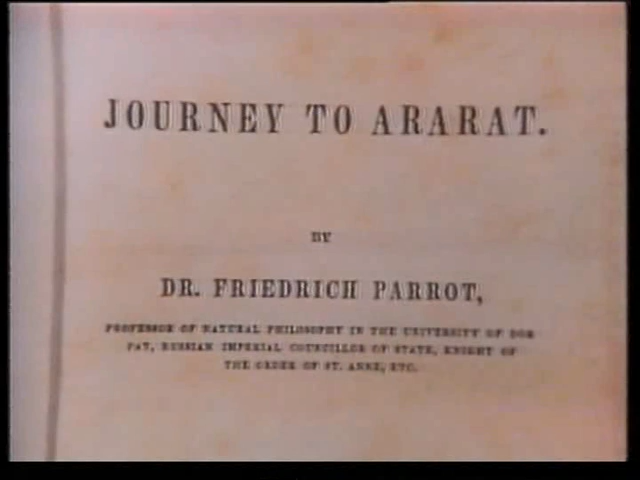 JOURNEY TO ARARAT.
BY
DR. FRIEDRICH PARROT,
PROFESSOR OF NATURAL PHILOSOPHY IN THE UNIVERSITY OF DOR
PAT, RUSSIAN IMPERIAL COUNCILLOR OF STATE, KNIGHT OF
THE ORDER OF ST. ANNE, ETC.